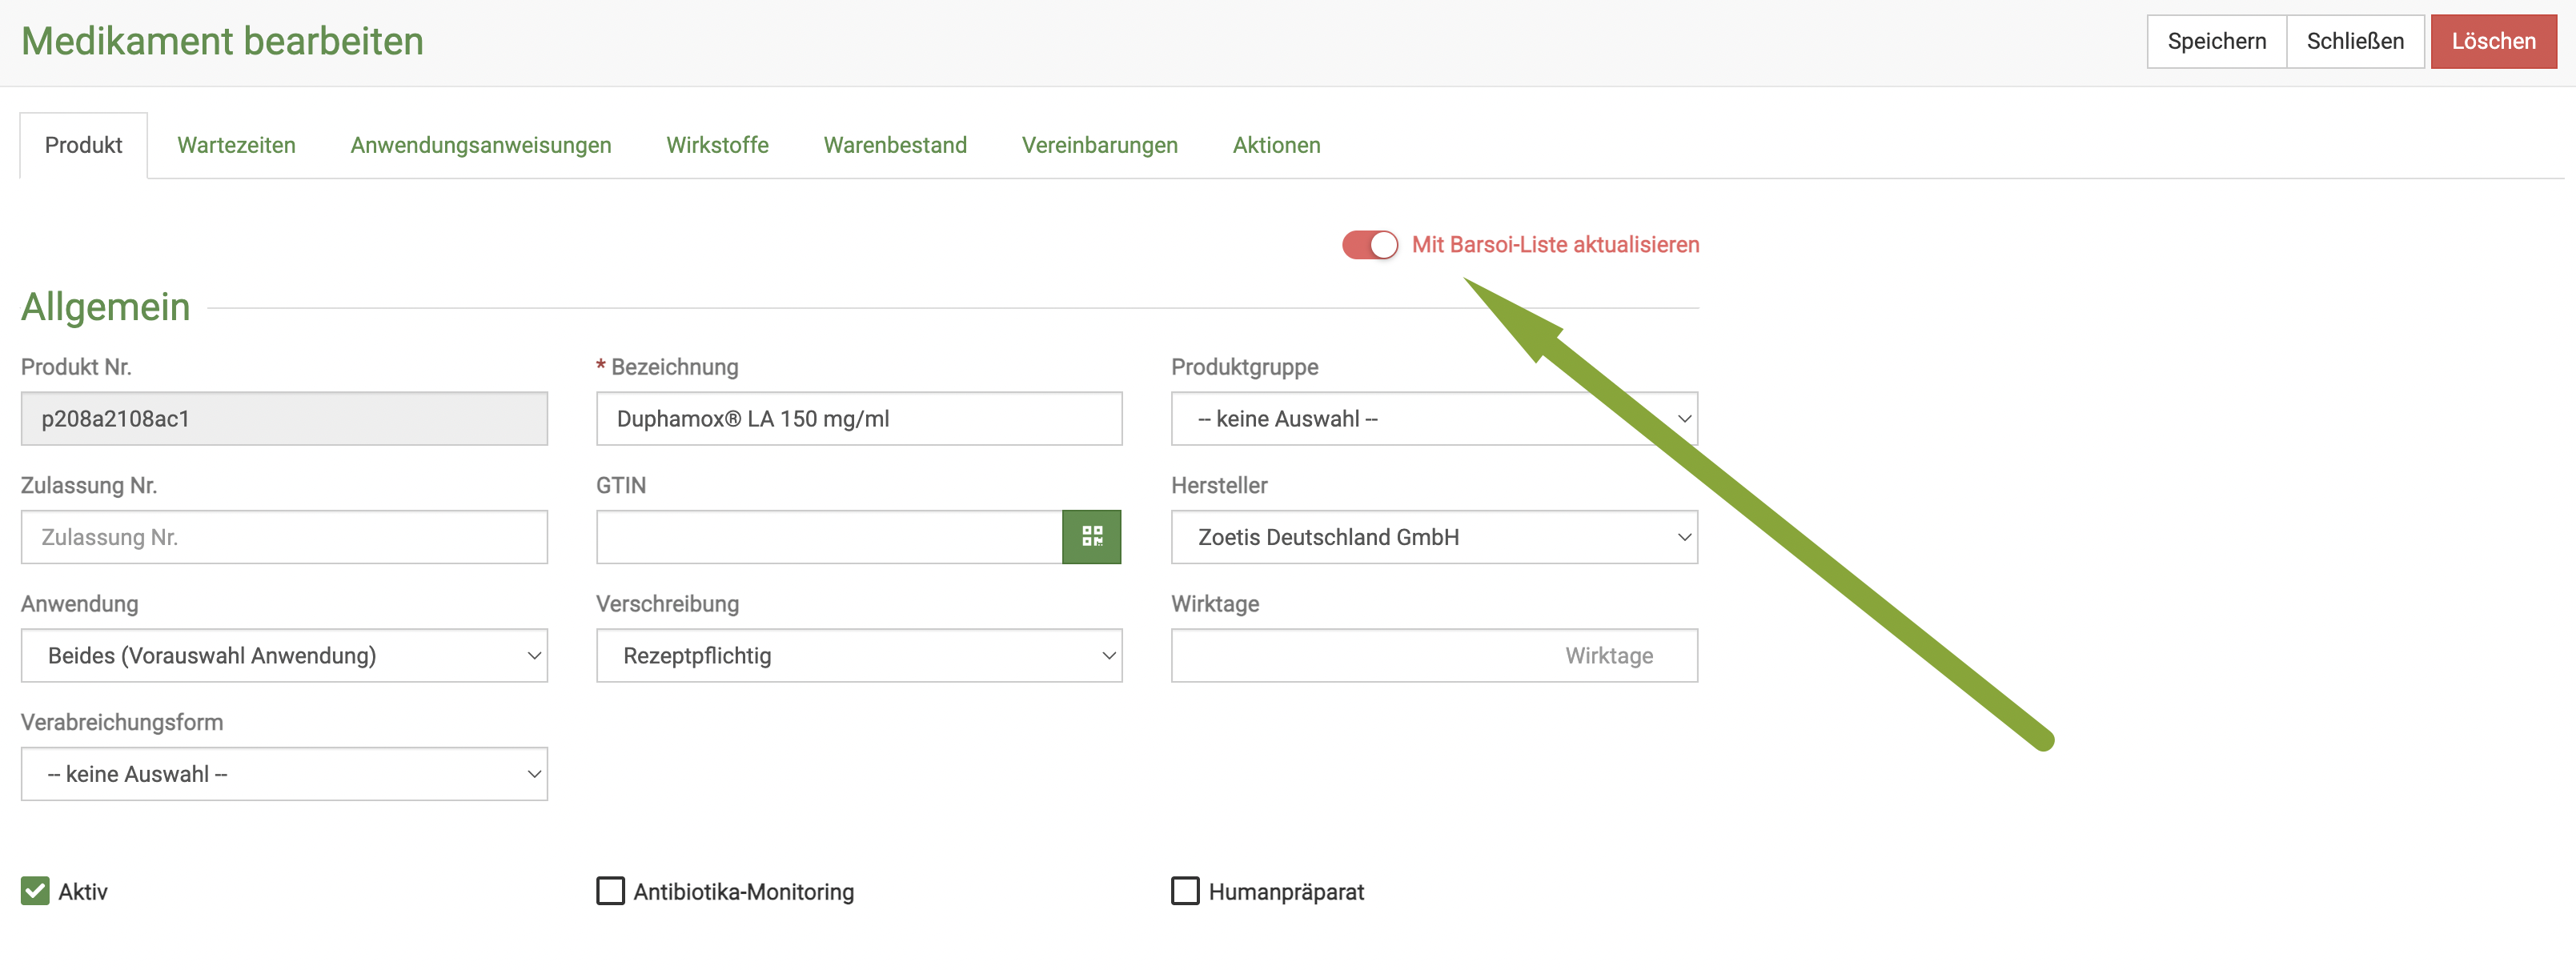 Medikament bearbeiten
Speichern
Schließen
Löschen
Produkt
Wartezeiten
Anwendungsanweisungen
Wirkstoffe
Warenbestand
Vereinbarungen
Aktionen
Mit Barsoi-Liste aktualisieren
Allgemein
Produkt Nr.
* Bezeichnung
Produktgruppe
p208a2108ac1
Duphamox® LA 150 mg/ml
-- keine Auswahl --
Zulassung Nr.
GTIN
Hersteller
Zulassung Nr.
Zoetis Deutschland GmbH
Anwendung
Verschreibung
Wirktage
Beides (Vorauswahl Anwendung)
Rezeptpflichtig
Wirktage
Verabreichungsform
-- keine Auswahl --
Aktiv
Antibiotika-Monitoring
Humanpräparat